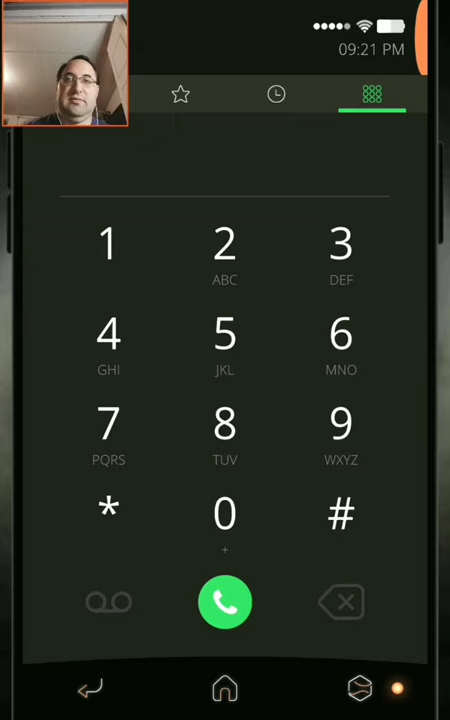 09:21 PM
1 2 3
ABC DEF
4 5 6
GHI JKL MNO
7 8 9
PQRS TUV WXYZ
* 0 #
+